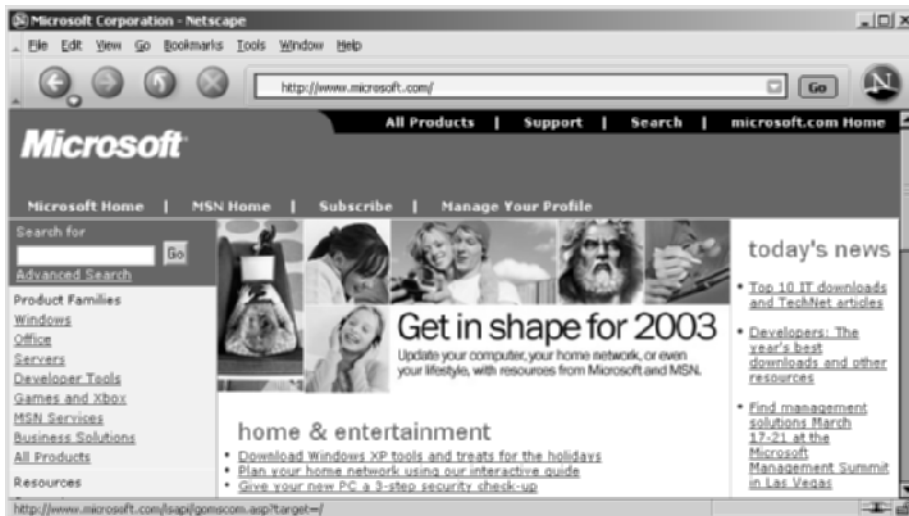 Microsoft Corporation - Netscape
File Edit View Go Bookmarks Tools Window Help
http://www.microsoft.com/
Go
N
All Products | Support | Search | microsoft.com Home
Microsoft
Microsoft Home | MSN Home | Subscribe | Manage Your Profile
Search for
Go
Advanced Search
Product Families
Windows
Office
Servers
Developer Tools
Games and Xbox
MSN Services
Business Solutions
All Products
Resources
Get in shape for 2003
Update your computer, your home network, or even
your lifestyle, with resources from Microsoft and MSN.
home & entertainment
• Download Windows XP tools and treats for the holidays
• Plan your home network using our interactive guide
• Give your new PC a 3-step security check-up
today's news
• Top 10 IT downloads
and TechNet articles
• Developers: The
year's best
downloads and other
resources
• Find management
solutions March
17-21 at the
Microsoft
Management Summit
in Las Vegas
http://www.microsoft.com/isapi/gomscom.asp?target=/